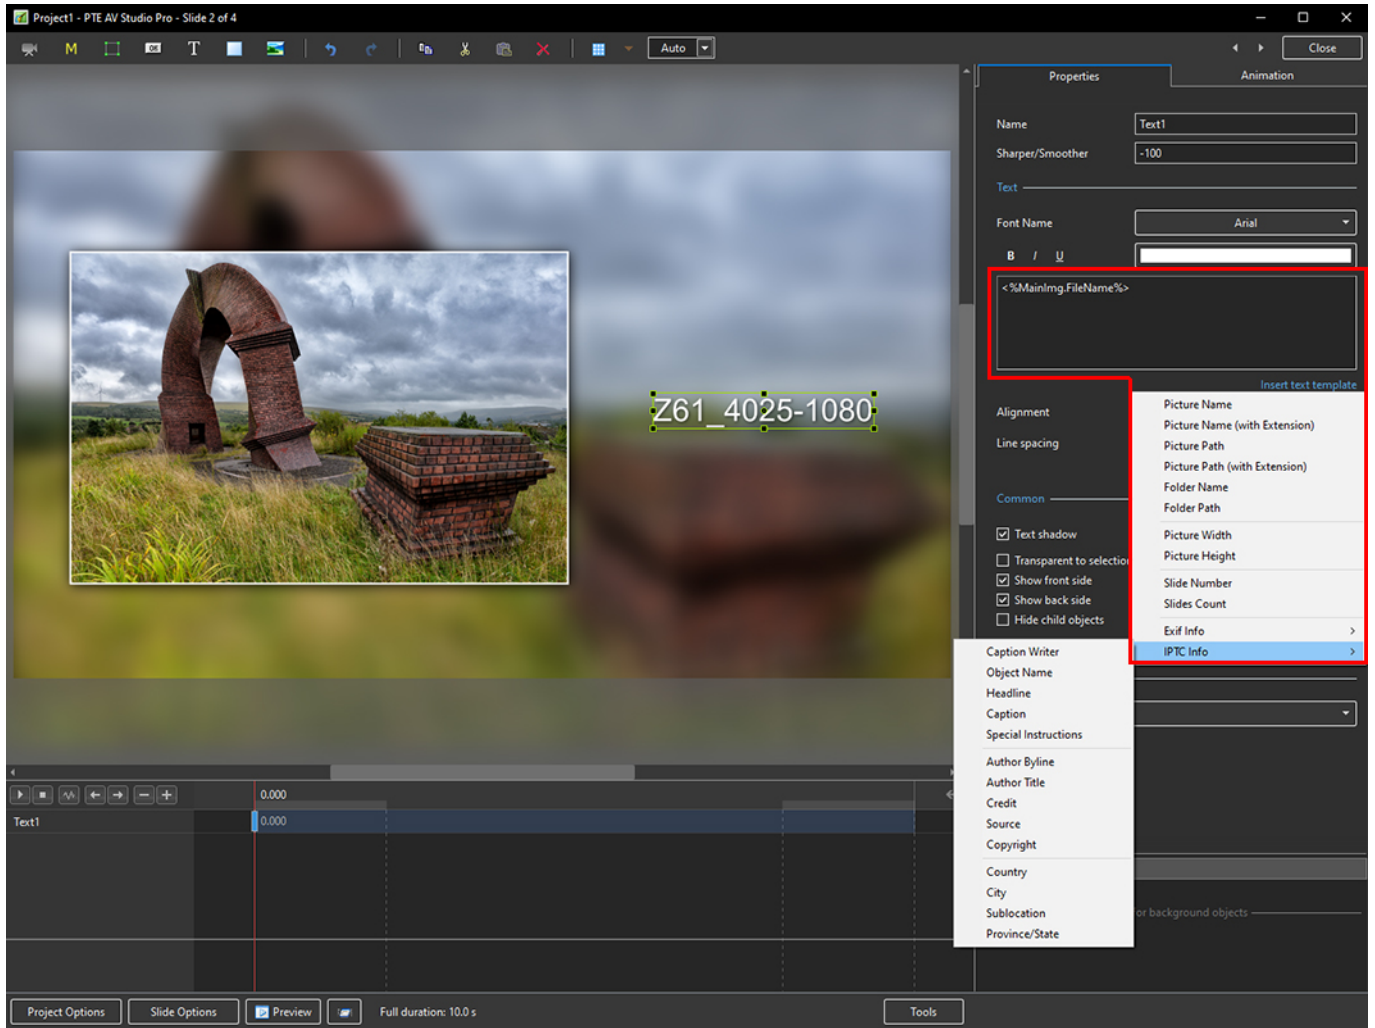 Project1 - PTE AV Studio Pro - Slide 2 of 4
M
OK
T
Auto
Close
Properties
Animation
Name
Text1
Sharper/Smoother
-100
Text
Font Name
Arial
B I U
<%MainImg.FileName%>
Insert text template
Z61_4025-1080
Alignment
Line spacing
Common
Text shadow
Transparent to selection
Show front side
Show back side
Hide child objects
Picture Name
Picture Name (with Extension)
Picture Path
Picture Path (with Extension)
Folder Name
Folder Path
Picture Width
Picture Height
Slide Number
Slides Count
Exif Info
IPTC Info
Caption Writer
Object Name
Headline
Caption
Special Instructions
Author Byline
Author Title
Credit
Source
Copyright
Country
City
Sublocation
Province/State
or background objects
0.000
Text1
0.000
Project Options
Slide Options
Preview
Full duration: 10.0 s
Tools